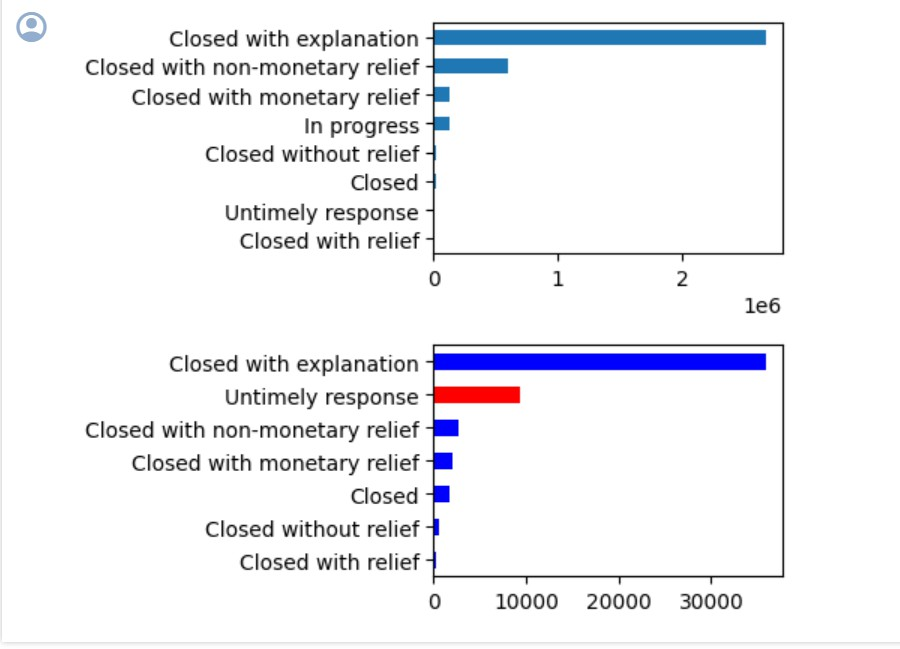 Closed with explanation
Closed with non-monetary relief
Closed with monetary relief
In progress
Closed without relief
Closed
Untimely response
Closed with relief
0 1 2
1e6
Closed with explanation
Untimely response
Closed with non-monetary relief
Closed with monetary relief
Closed
Closed without relief
Closed with relief
0 10000 20000 30000